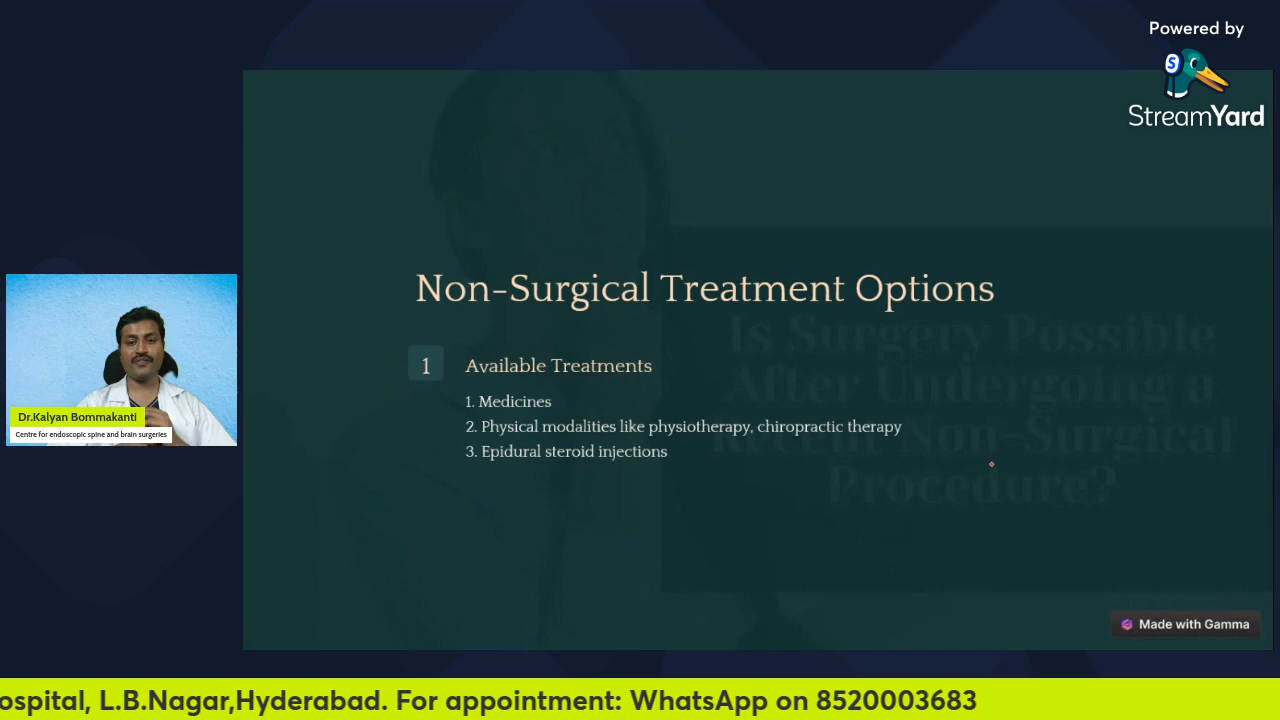 Powered by
S
StreamYard
Non-Surgical Treatment Options
Is Surgery Possible
After Undergoing a
Recent Non-Surgical
Procedure?
1
Available Treatments
1. Medicines
2. Physical modalities like physiotherapy, chiropractic therapy
3. Epidural steroid injections
Dr.Kalyan Bommakanti
Centre for endoscopic spine and brain surgeries
Made with Gamma
ospital, L.B.Nagar,Hyderabad. For appointment: WhatsApp on 8520003683